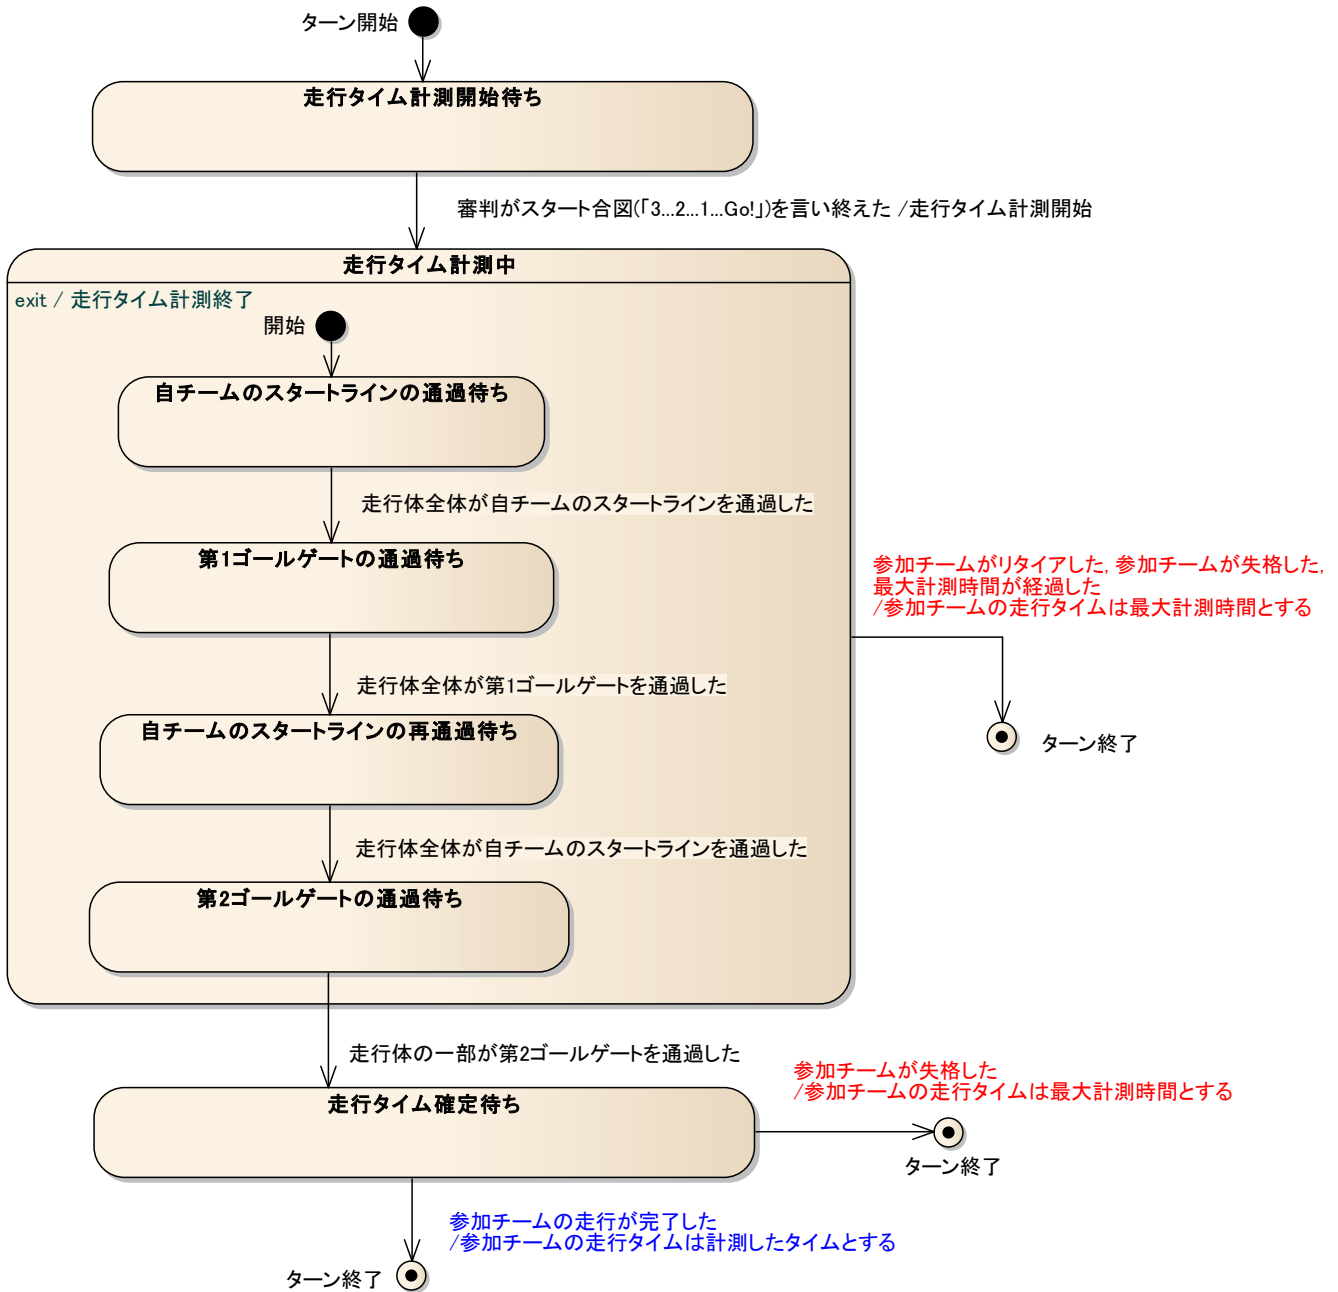 ターン開始
走行タイム計測開始待ち
審判がスタート合図(「3...2...1...Go!」)を言い終えた /走行タイム計測開始
走行タイム計測中
exit / 走行タイム計測終了
開始
自チームのスタートラインの通過待ち
走行体全体が自チームのスタートラインを通過した
第1ゴールゲートの通過待ち
参加チームがリタイアした, 参加チームが失格した,
最大計測時間が経過した
/参加チームの走行タイムは最大計測時間とする
走行体全体が第1ゴールゲートを通過した
自チームのスタートラインの再通過待ち
ターン終了
走行体全体が自チームのスタートラインを通過した
第2ゴールゲートの通過待ち
走行体の一部が第2ゴールゲートを通過した
参加チームが失格した
/参加チームの走行タイムは最大計測時間とする
走行タイム確定待ち
ターン終了
参加チームの走行が完了した
/参加チームの走行タイムは計測したタイムとする
ターン終了